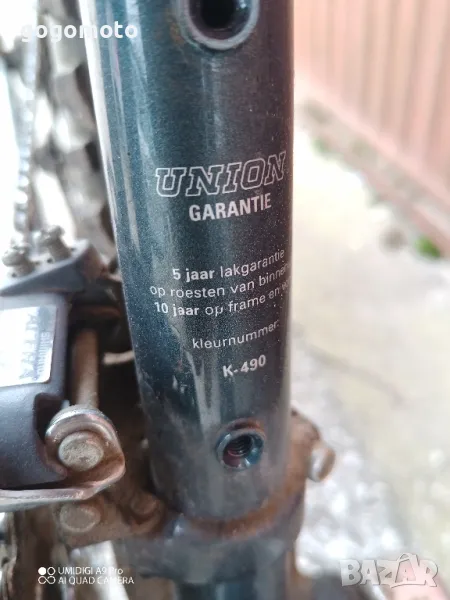 gogomoto
UNION
GARANTIE
5 jaar lakgarantie
op roesten van binnen
10 jaar op frame en
kleurnummer:
K-490
UMIDIGI A9 Pro
AI QUAD CAMERA
BAZAR